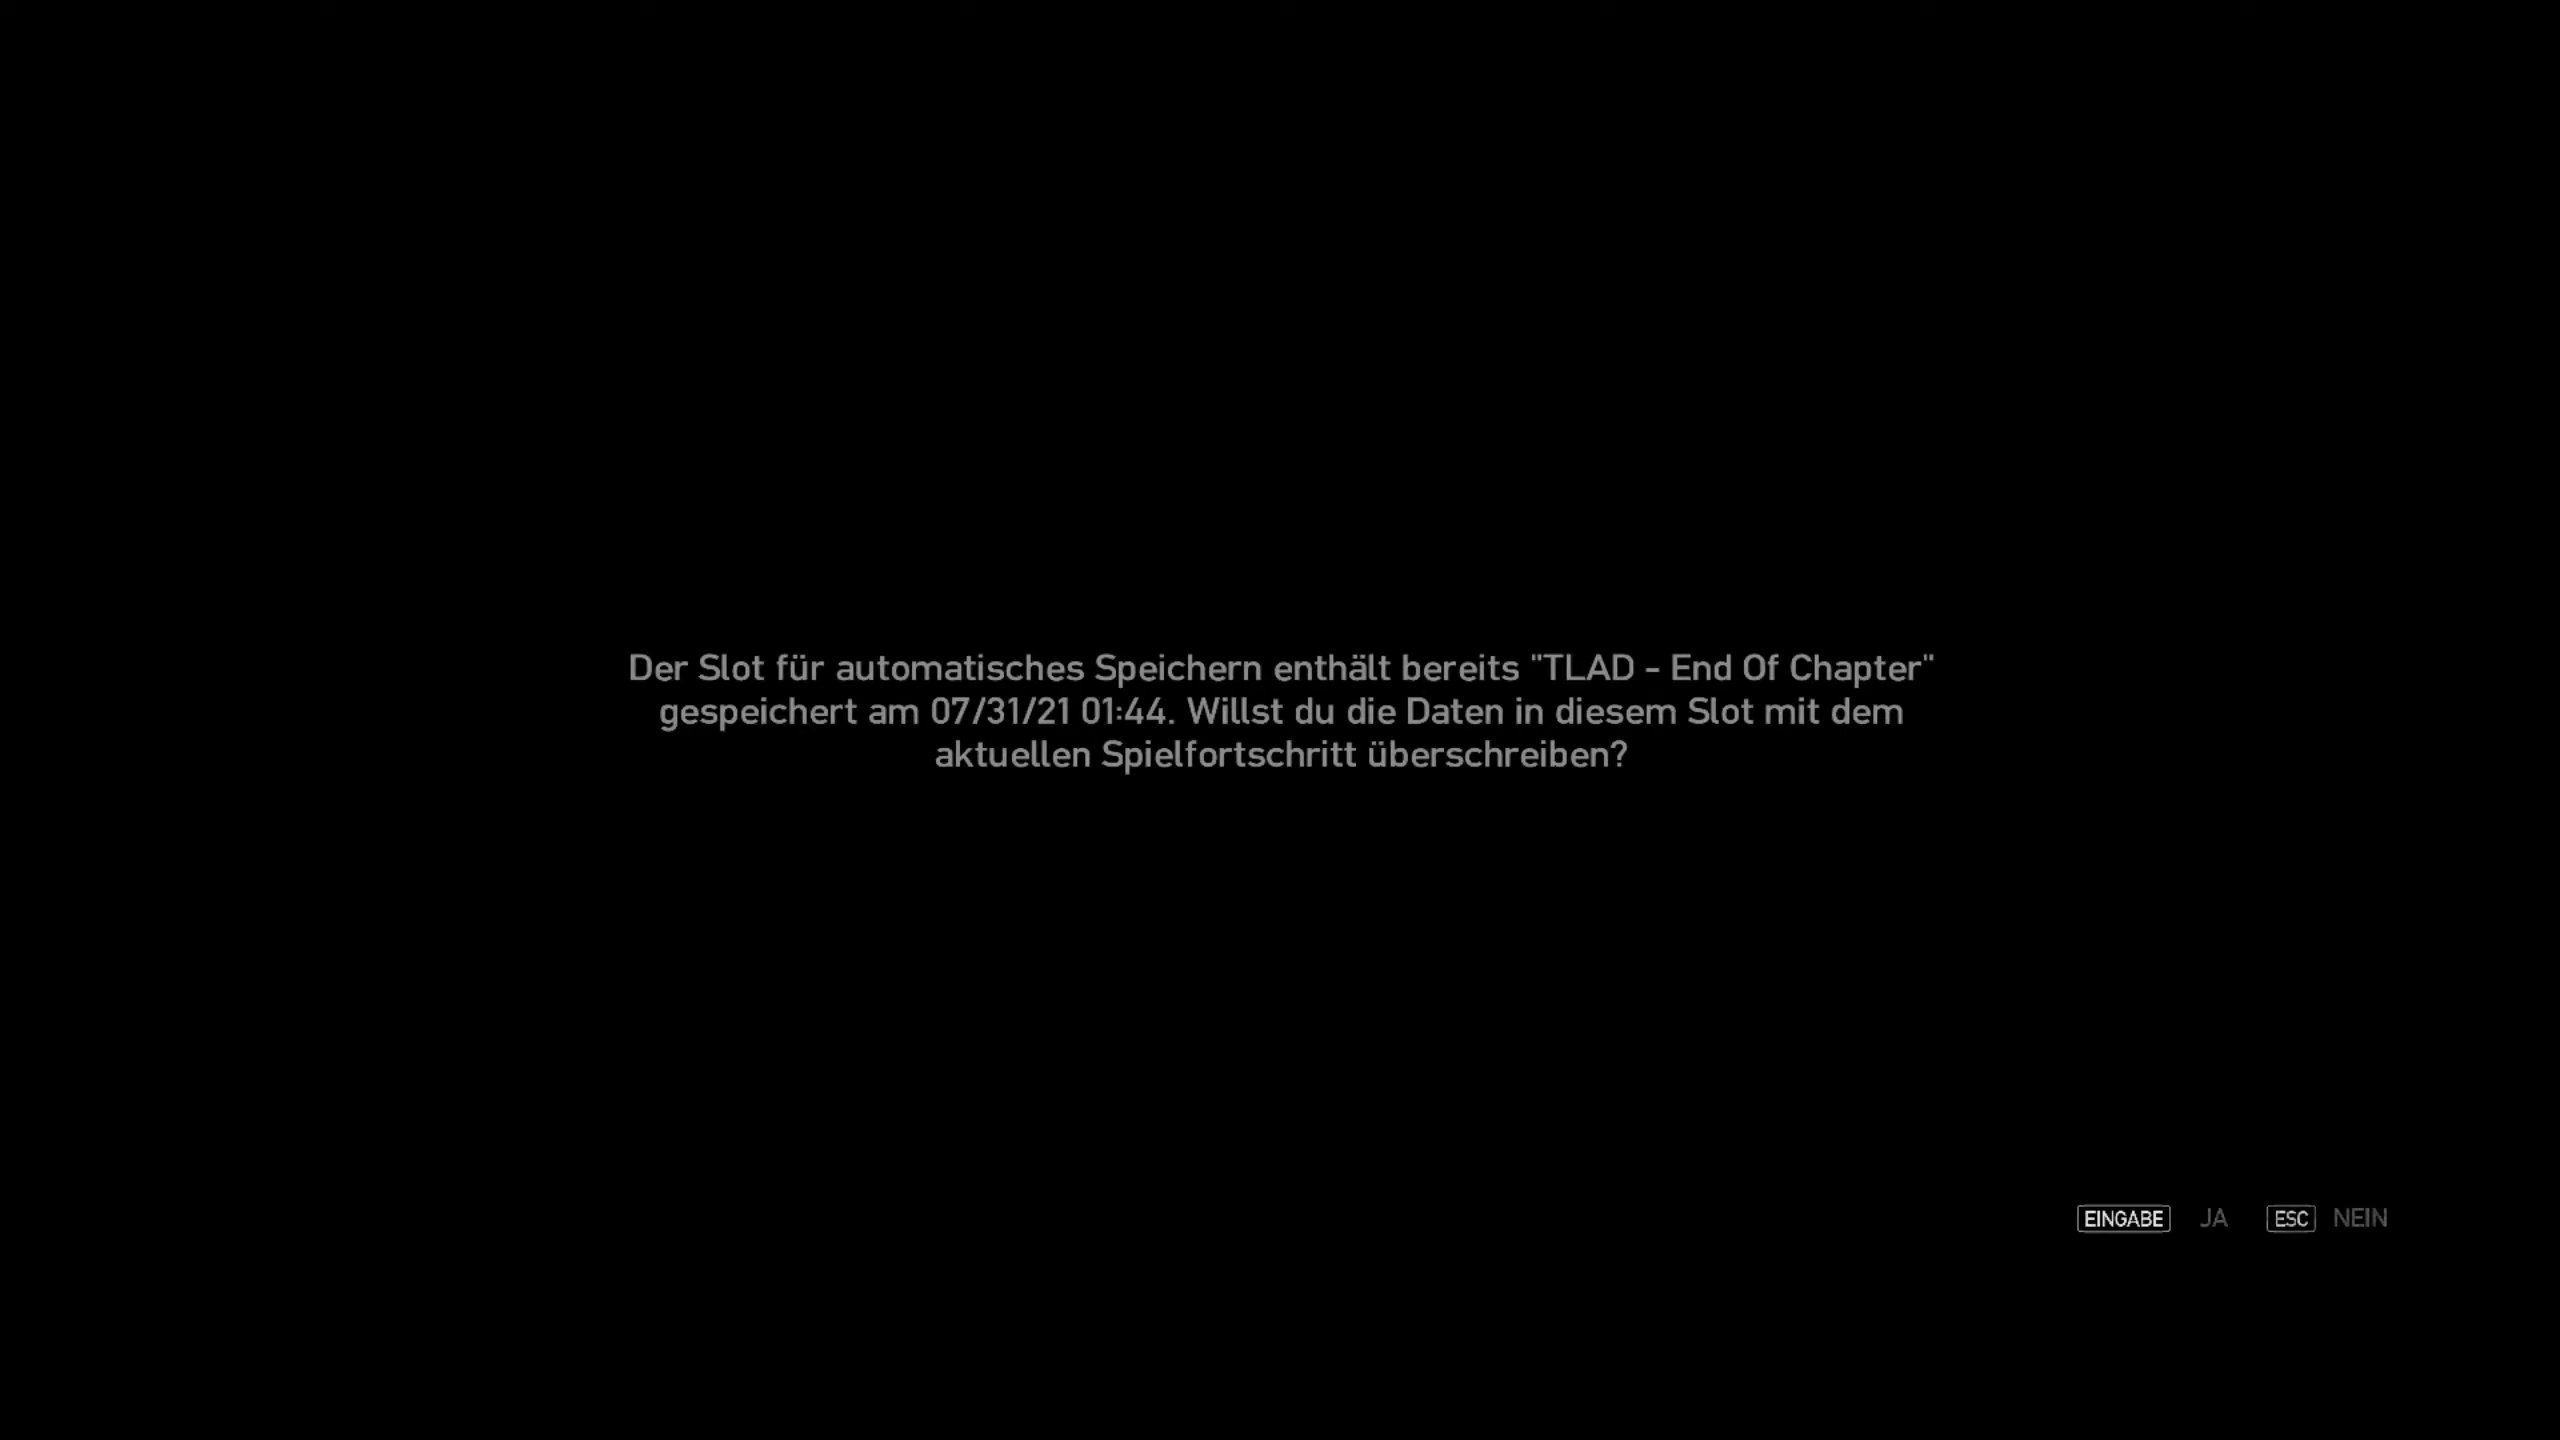 Der Slot für automatisches Speichern enthält bereits "TLAD - End Of Chapter"
gespeichert am 07/31/21 01:44. Willst du die Daten in diesem Slot mit dem
aktuellen Spielfortschritt überschreiben?
EINGABE JA ESC NEIN